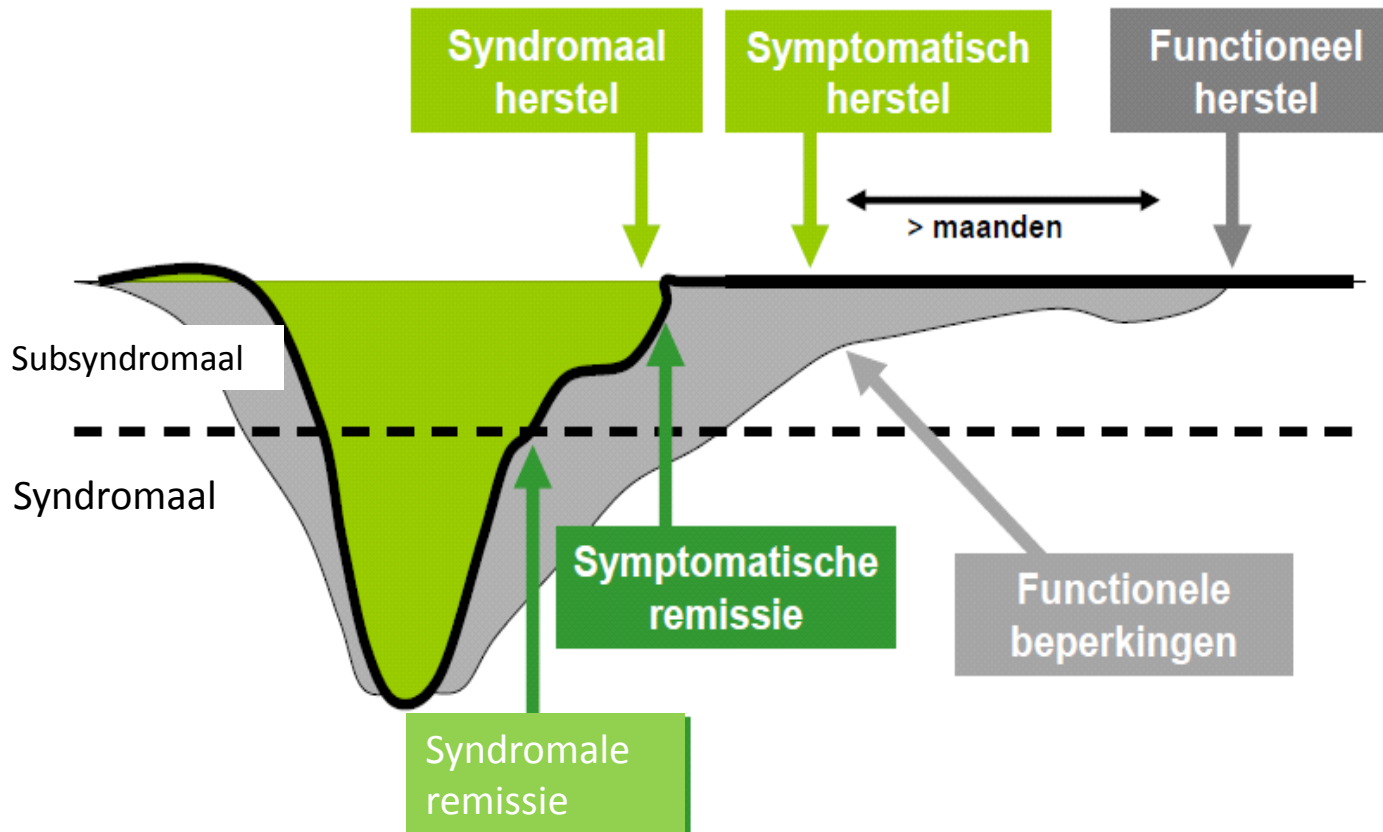 Syndromaal
herstel
Symptomatisch
herstel
Functioneel
herstel
> maanden
Subsyndromaal
Syndromaal
Symptomatische
remissie
Functionele
beperkingen
Syndromale
remissie